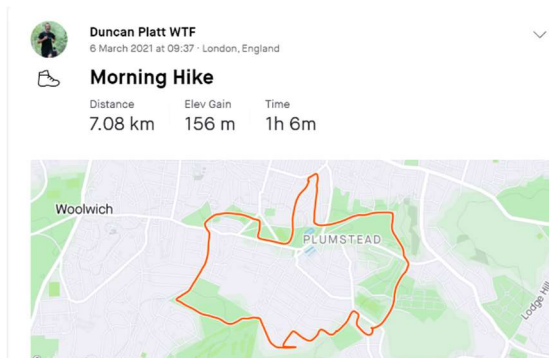 Duncan Platt WTF
6 March 2021 at 09:37 · London, England
Morning Hike
Distance Elev Gain Time
7.08 km 156 m 1h 6m
Woolwich
PLUMSTEAD
Lodge Hill